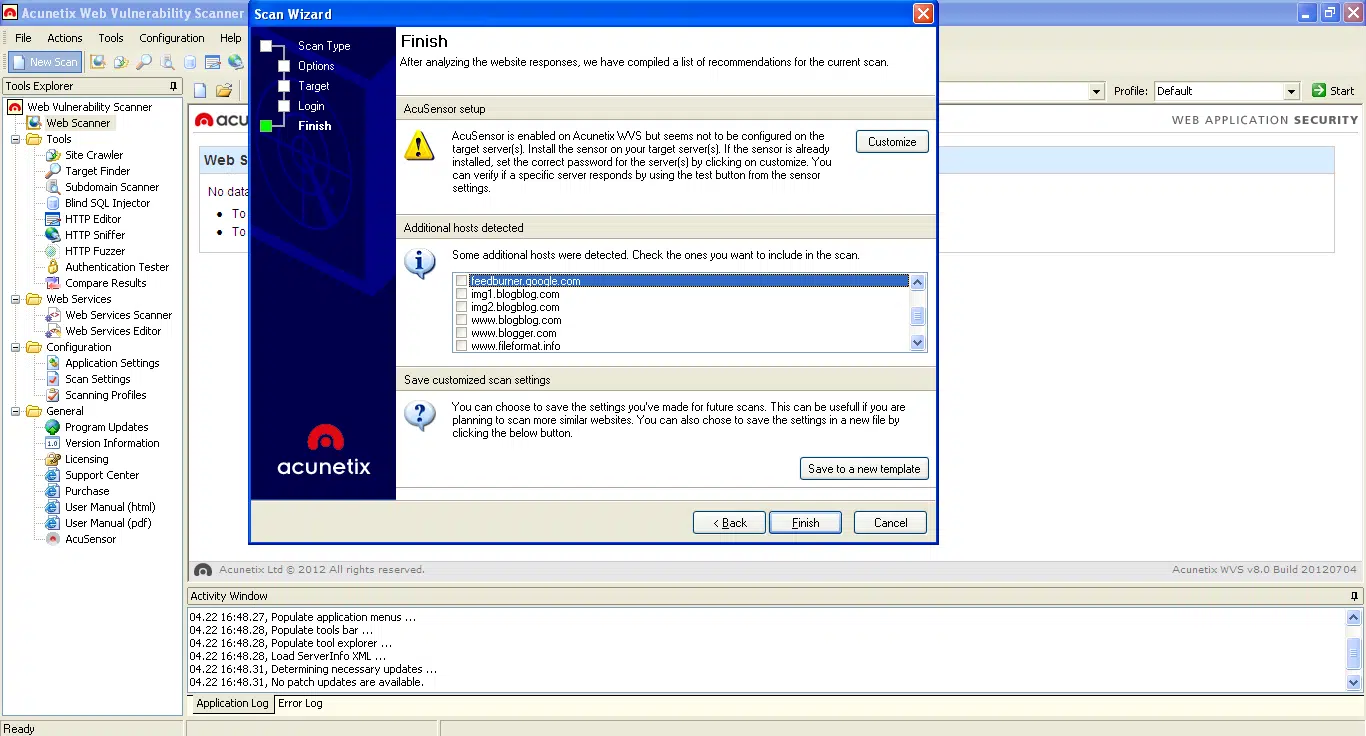 Acunetix Web Vulnerability Scanner
Scan Wizard
File Actions Tools Configuration Help
New Scan
Tools Explorer
Web Vulnerability Scanner
Web Scanner
Tools
Site Crawler
Target Finder
Subdomain Scanner
Blind SQL Injector
HTTP Editor
HTTP Sniffer
HTTP Fuzzer
Authentication Tester
Compare Results
Web Services
Web Services Scanner
Web Services Editor
Configuration
Application Settings
Scan Settings
Scanning Profiles
General
Program Updates
Version Information
Licensing
Support Center
Purchase
User Manual (html)
User Manual (pdf)
AcuSensor
Scan Type
Options
Target
Login
Finish
acunetix
Finish
After analyzing the website responses, we have compiled a list of recommendations for the current scan.
AcuSensor setup
AcuSensor is enabled on Acunetix WVS but seems not to be configured on the
target server(s). Install the sensor on your target server(s). If the sensor is already
installed, set the correct password for the server(s) by clicking on customize. You
can verify if a specific server responds by using the test button from the sensor
settings.
Customize
Additional hosts detected
Some additional hosts were detected. Check the ones you want to include in the scan.
feedburner.google.com
img1.blogblog.com
img2.blogblog.com
www.blogblog.com
www.blogger.com
www.fileformat.info
Save customized scan settings
You can choose to save the settings you've made for future scans. This can be usefull if you are
planning to scan more similar websites. You can also chose to save the settings in a new file by
clicking the below button.
Save to a new template
< Back Finish Cancel
Profile: Default Start
acu
WEB APPLICATION SECURITY
Web S
No data
To
To
Acunetix Ltd © 2012 All rights reserved.
Acunetix WVS v8.0 Build 20120704
Activity Window
04.22 16:48.27, Populate application menus ...
04.22 16:48.28, Populate tools bar ...
04.22 16:48.28, Populate tool explorer ...
04.22 16:48.28, Load ServerInfo XML ...
04.22 16:48.31, Determining necessary updates ...
04.22 16:48.31, No patch updates are available.
Application Log Error Log
Ready